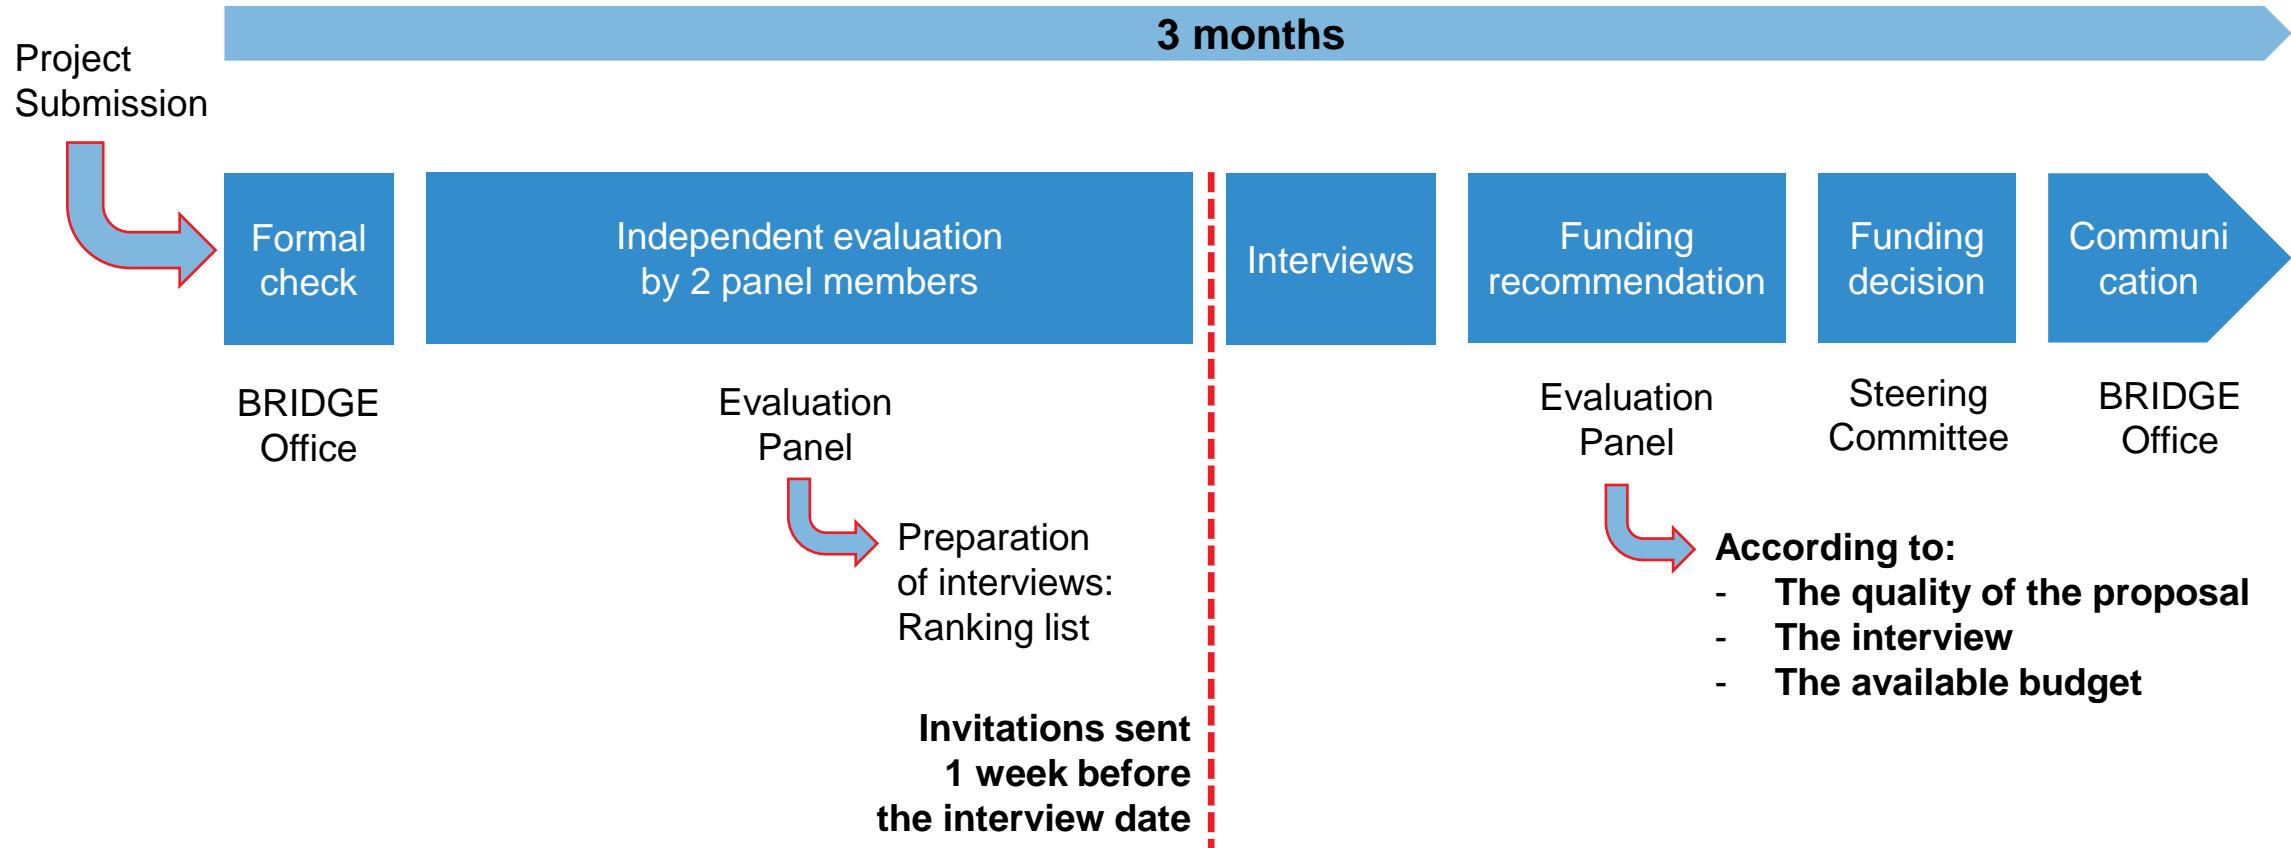 3 months
Project
Submission
Formal
check
Independent evaluation
by 2 panel members
Interviews
Funding
recommendation
Funding
decision
Communi
cation
BRIDGE
Office
Evaluation
Panel
Evaluation
Panel
Steering
Committee
BRIDGE
Office
Preparation
of interviews:
Ranking list
According to:
- The quality of the proposal
- The interview
- The available budget
Invitations sent
1 week before
the interview date